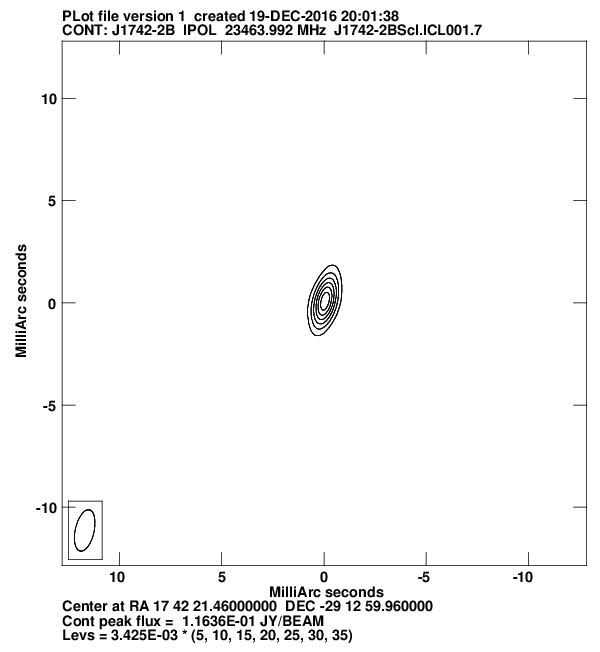 PLot file version 1 created 19-DEC-2016 20:01:38
CONT: J1742-2B IPOL 23463.992 MHz J1742-2BScl.ICL001.7
10
5
0
-5
-10
MilliArc seconds
10 5 0 -5 -10
MilliArc seconds
Center at RA 17 42 21.46000000 DEC -29 12 59.960000
Cont peak flux = 1.1636E-01 JY/BEAM
Levs = 3.425E-03 * (5, 10, 15, 20, 25, 30, 35)